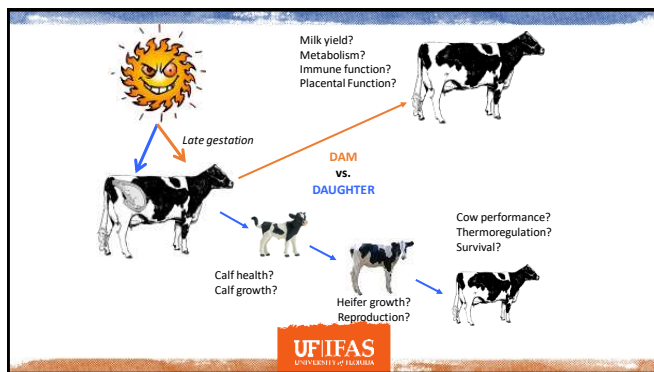 Milk yield?
Metabolism?
Immune function?
Placental Function?
Late gestation
DAM
vs.
DAUGHTER
Cow performance?
Thermoregulation?
Survival?
Calf health?
Calf growth?
Heifer growth?
Reproduction?
UF|IFAS
UNIVERSITY of FLORIDA